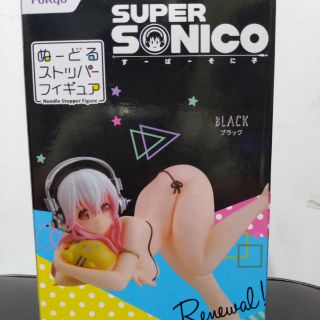 FuRyu
SUPER
SONICO
すーぱーそに子
ぬーどる
ストッパー
フィギュア
Noodle Stopper Figure
BLACK
ブラック
Renewal!